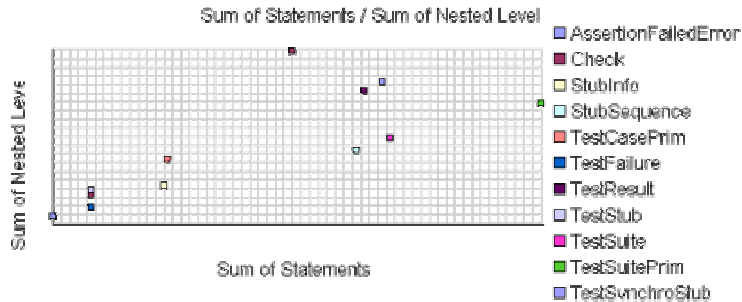 Sum of Statements / Sum of Nested Level
Sum of Nested Level
Sum of Statements
AssertionFailedError
Check
StubInfo
StubSequence
TestCasePrim
TestFailure
TestResult
TestStub
TestSuite
TestSuitePrim
TestSynchroStub